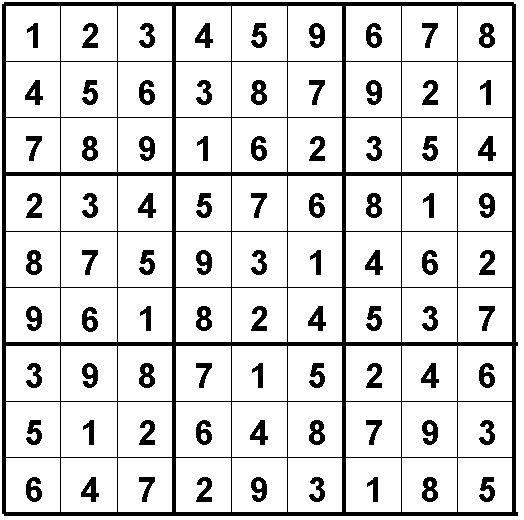 1 2 3 4 5 9 6 7 8
4 5 6 3 8 7 9 2 1
7 8 9 1 6 2 3 5 4
2 3 4 5 7 6 8 1 9
8 7 5 9 3 1 4 6 2
9 6 1 8 2 4 5 3 7
3 9 8 7 1 5 2 4 6
5 1 2 6 4 8 7 9 3
6 4 7 2 9 3 1 8 5